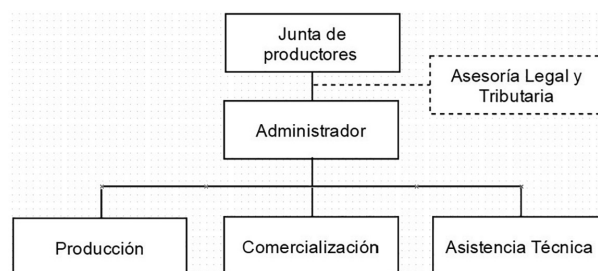 Junta de
productores
Asesoría Legal y
Tributaria
Administrador
Producción
Comercialización
Asistencia Técnica